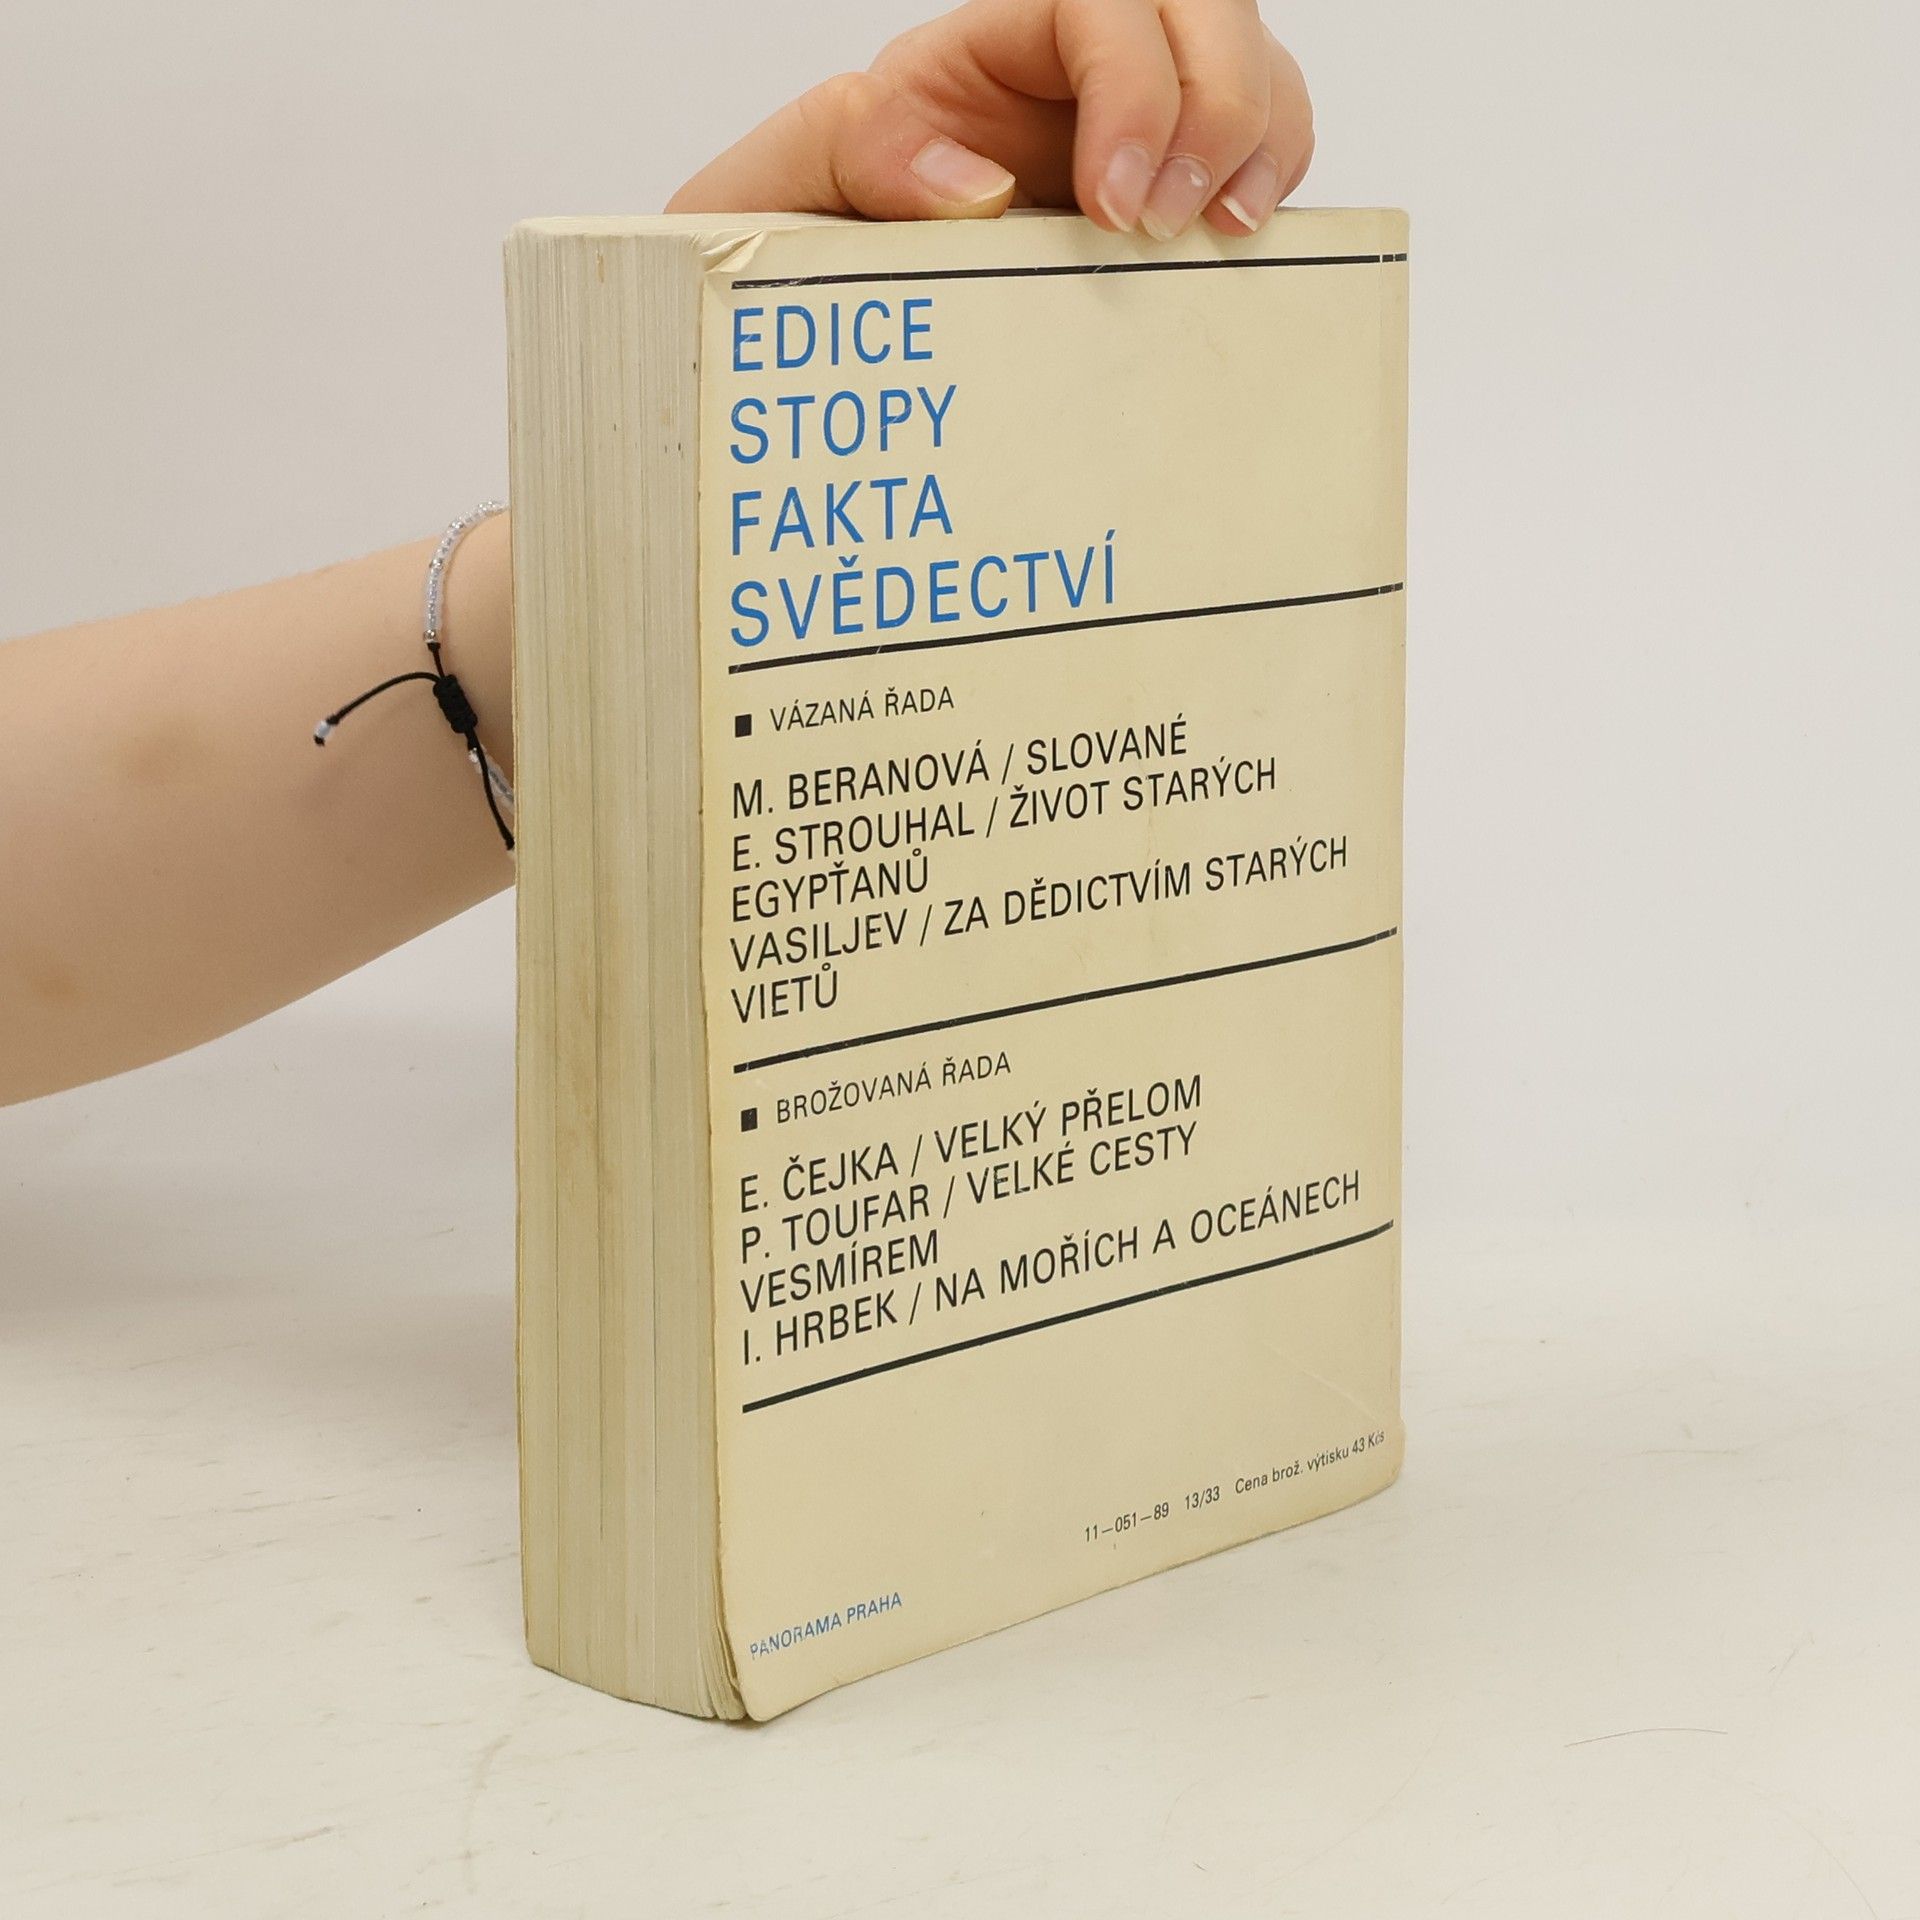 EDICE
STOPY
FAKTA
SVĚDECTVÍ
■ VÁZANÁ ŘADA
M. BERANOVÁ / SLOVANÉ
E. STROUHAL / ŽIVOT STARÝCH
EGYPŤANŮ
VASILJEV / ZA DĚDICTVÍM STARÝCH
VIETŮ
■ BROŽOVANÁ ŘADA
E. ČEJKA / VELKÝ PŘELOM
P. TOUFAR / VELKÉ CESTY
VESMÍREM
I. HRBEK / NA MOŘÍCH A OCEÁNECH
11—051—89 13/33 Cena brož. výtisku 43 Kčs
PANORAMA PRAHA